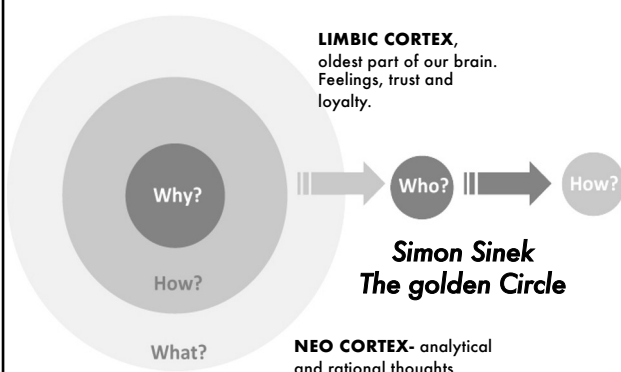 LIMBIC CORTEX,
oldest part of our brain.
Feelings, trust and
loyalty.
Why?
Who?
How?
Simon Sinek
The golden Circle
How?
What?
NEO CORTEX- analytical
and rational thoughts